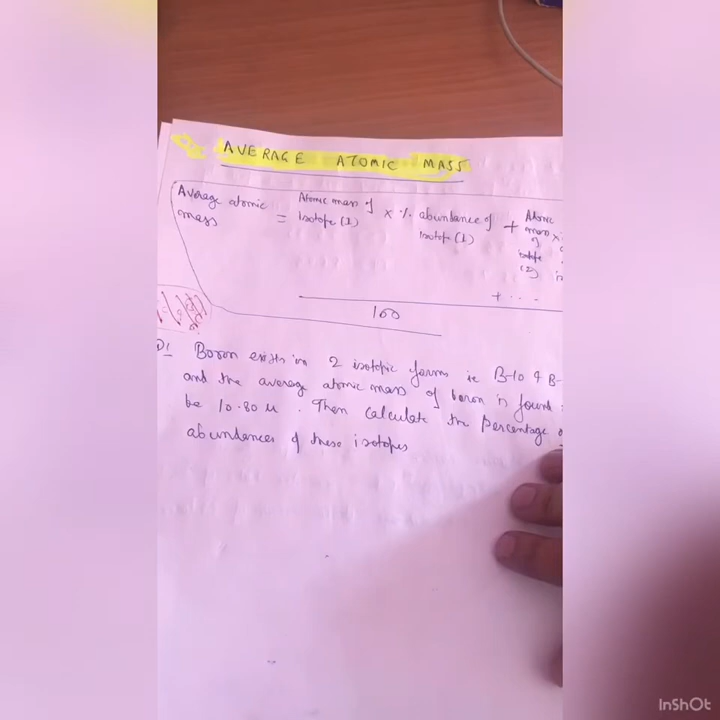 AVERAGE ATOMIC MASS
Average atomic mass = Atomic mass of isotope (1) × % abundance of isotope (1) + Atomic mass of isotope (2) ×
+ ...
100
Q1 Boron exists in 2 isotopic forms ie B-10 & B-
and the average atomic mass of boron is found
be 10.80 u. Then calculate the percentage
abundances of these isotopes
InShOt